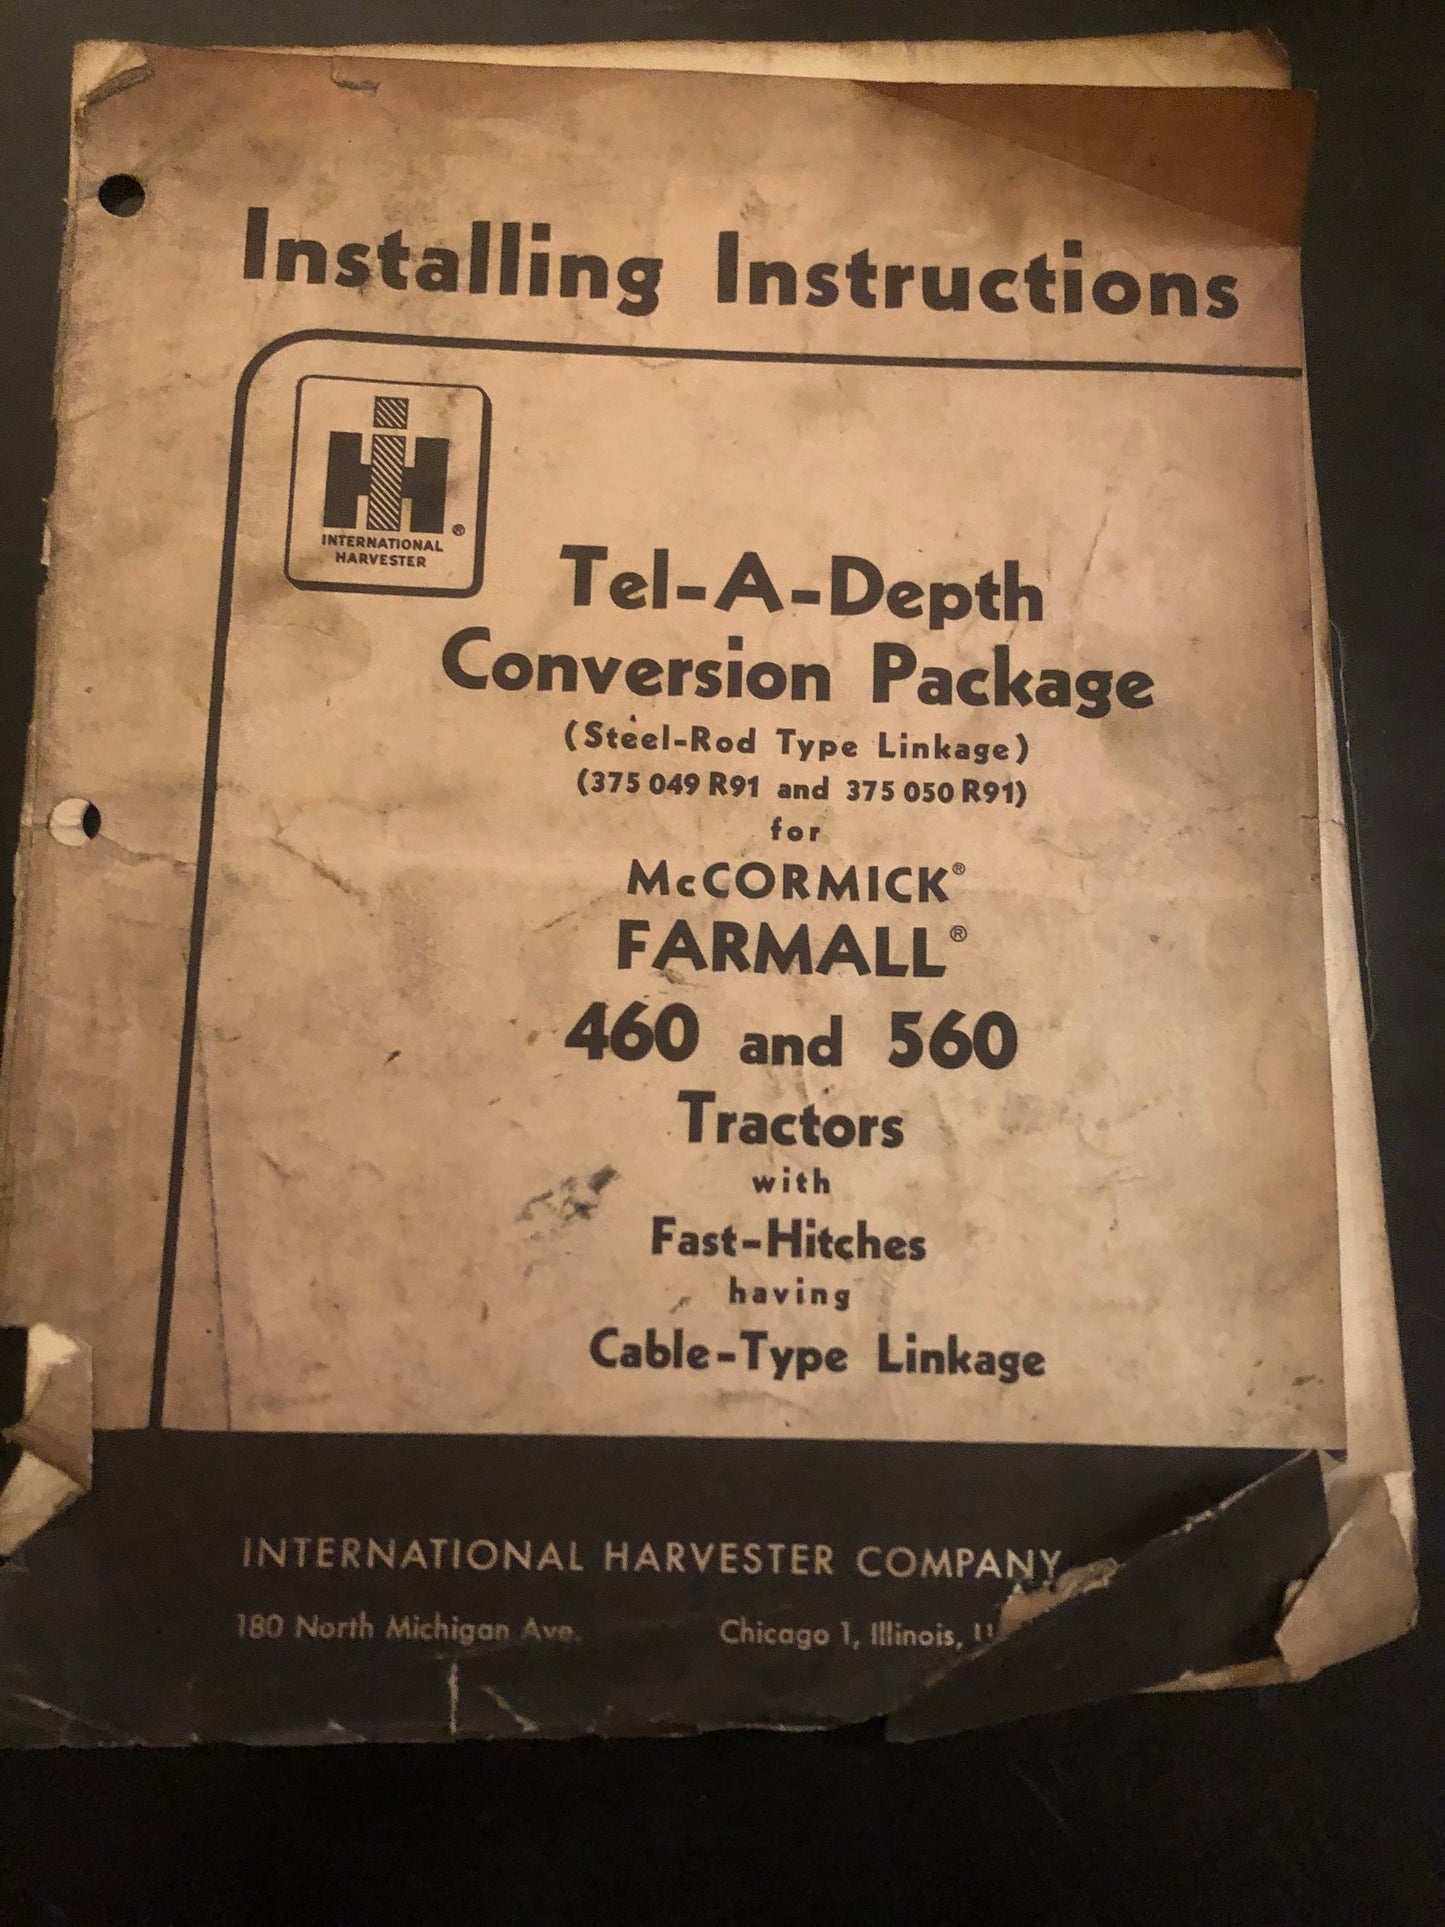 Installing Instructions
IH ®
INTERNATIONAL
HARVESTER
Tel-A-Depth
Conversion Package
(Steel-Rod Type Linkage)
(375 049 R91 and 375 050 R91)
for
McCORMICK®
FARMALL®
460 and 560
Tractors
with
Fast-Hitches
having
Cable-Type Linkage
INTERNATIONAL HARVESTER COMPANY
180 North Michigan Ave. Chicago 1, Illinois,